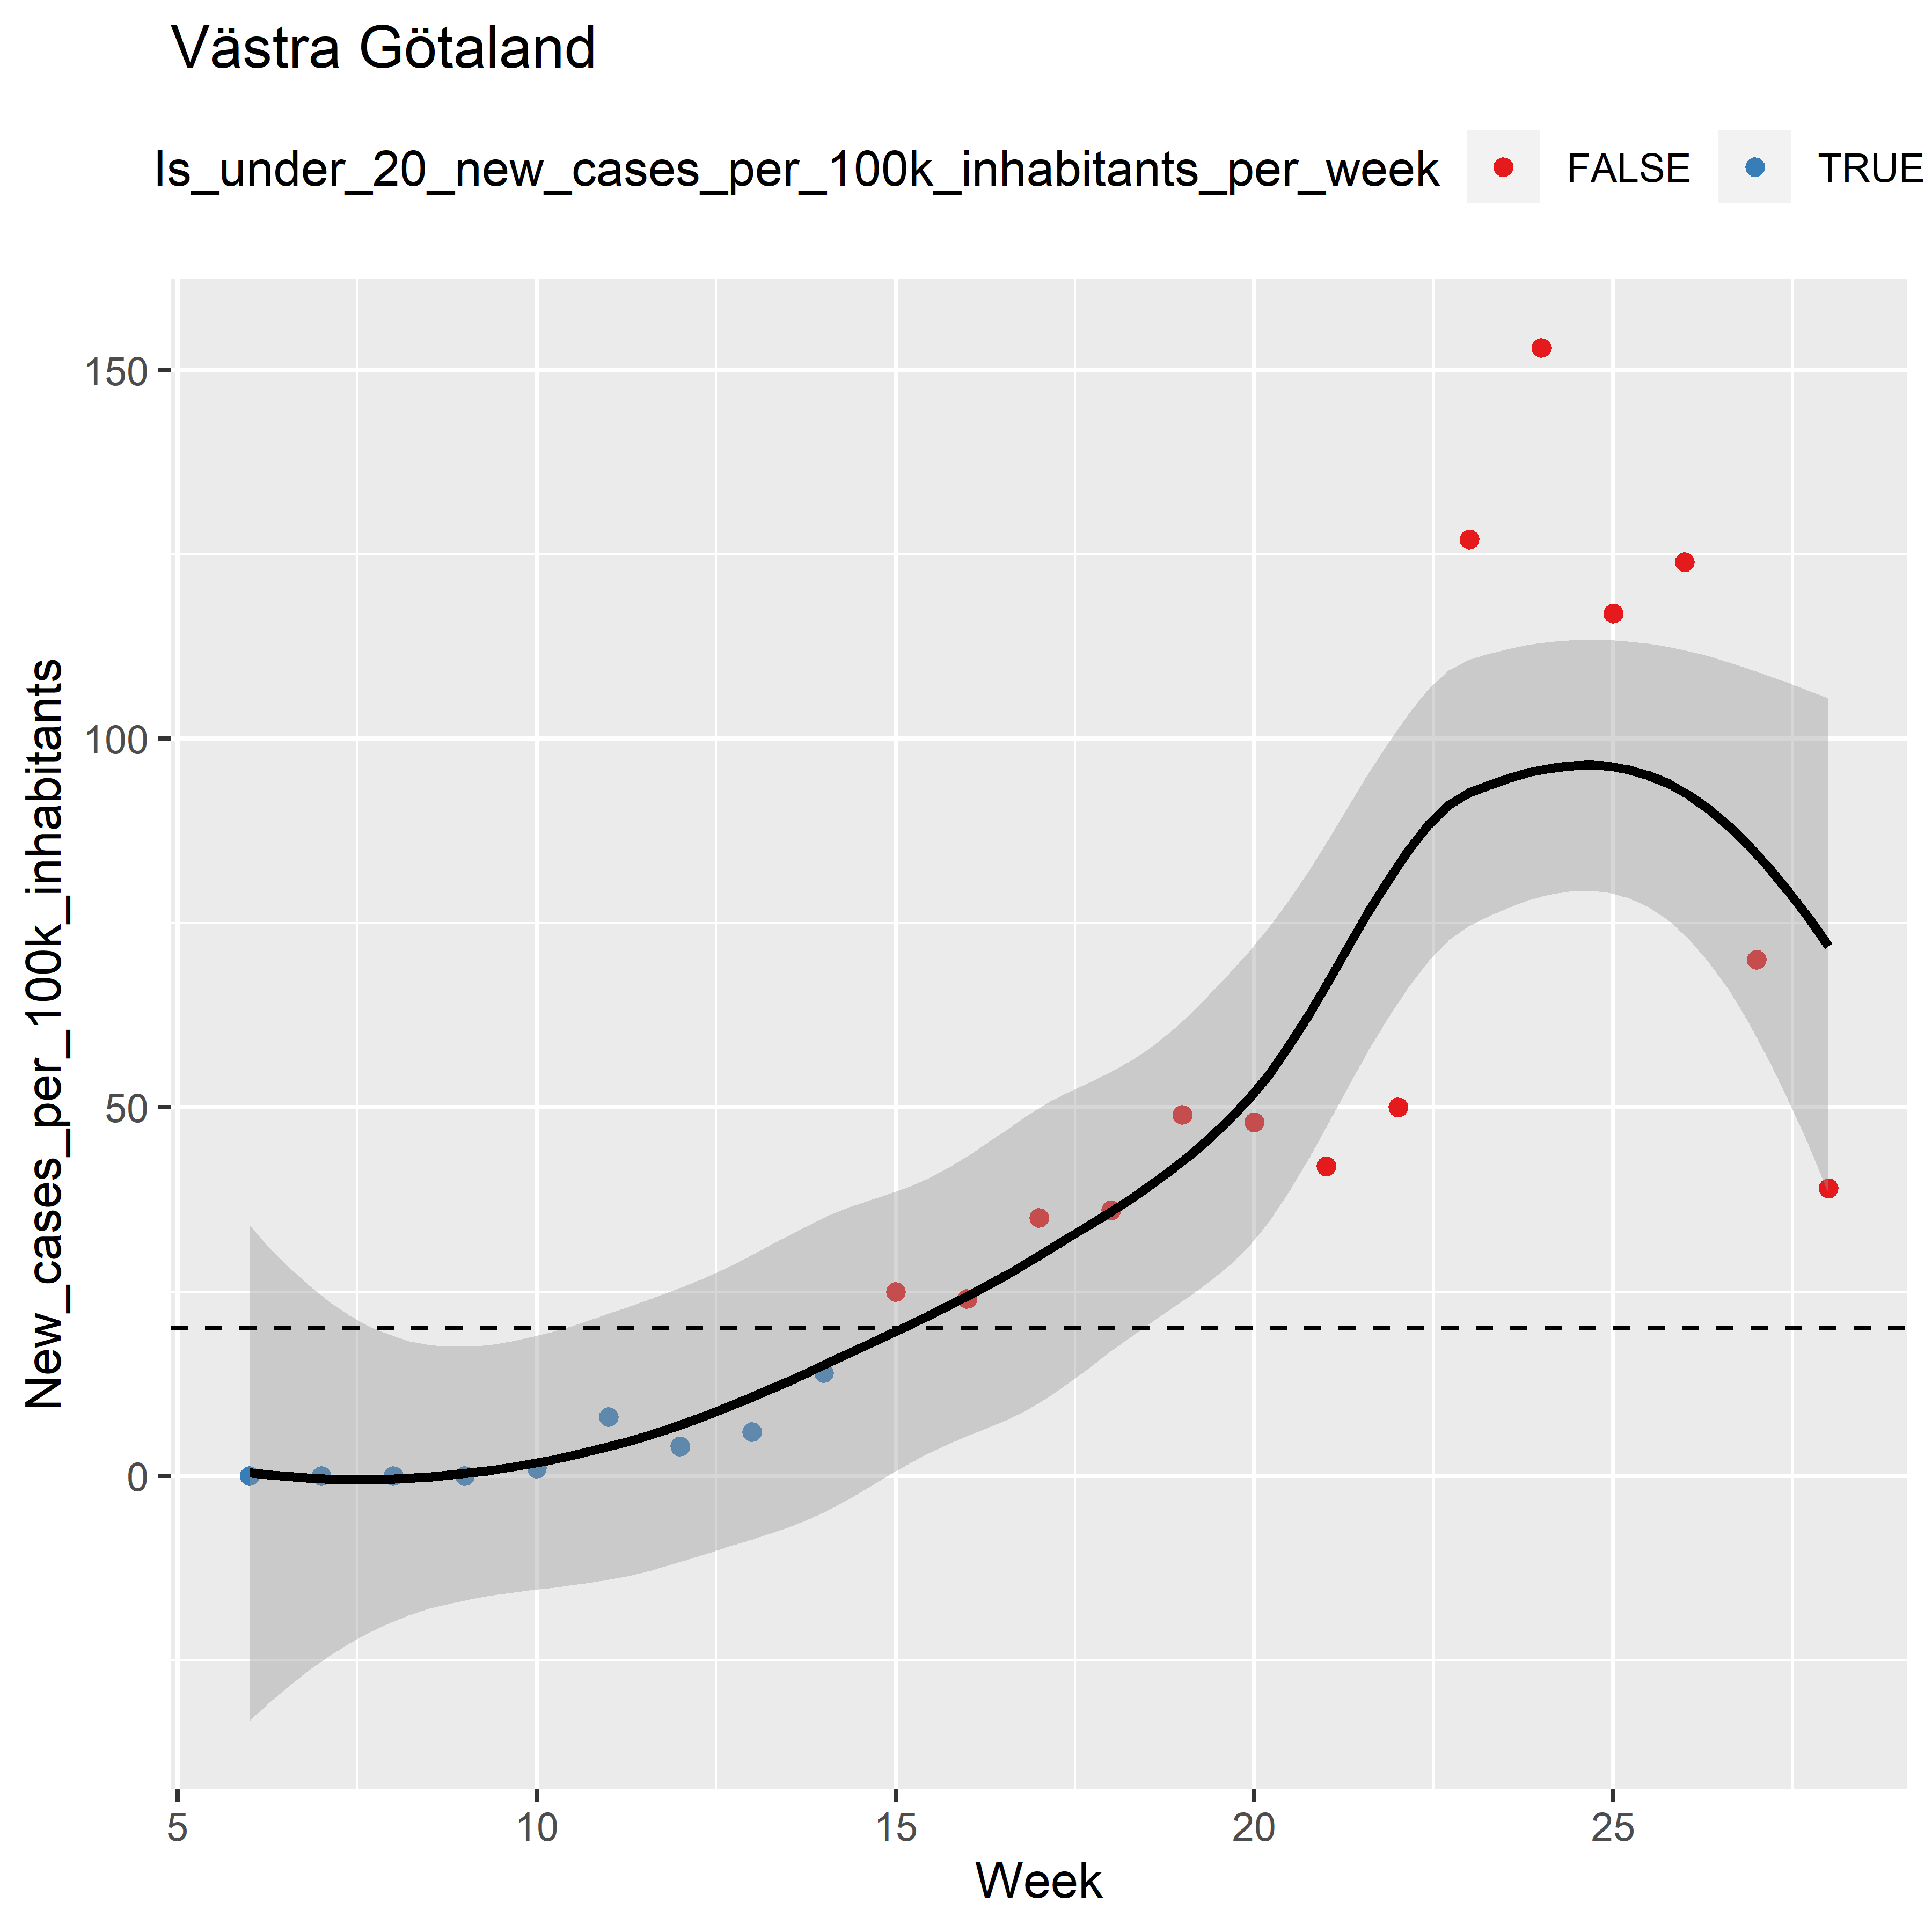 Västra Götaland
Is_under_20_new_cases_per_100k_inhabitants_per_week FALSE TRUE
New_cases_per_100k_inhabitants
150
100
50
0
5 10 15 20 25
Week